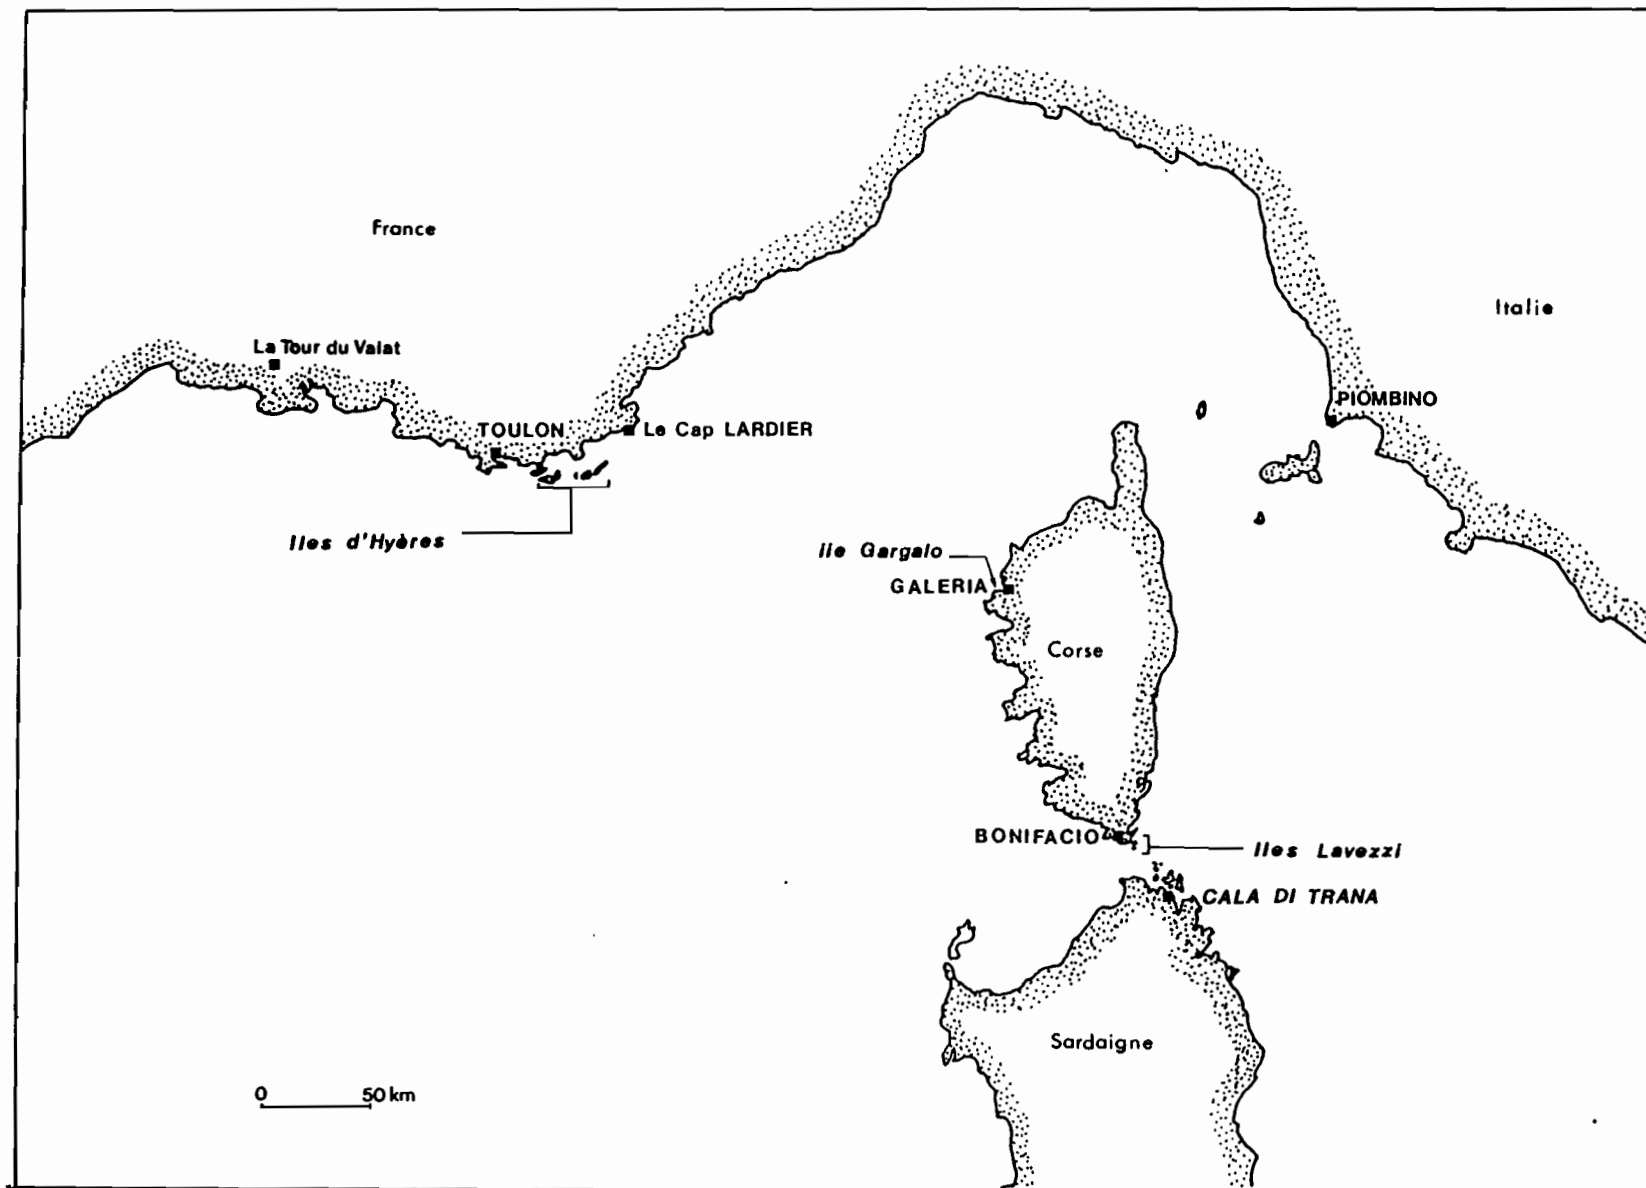 France
Italie
La Tour du Valat
PIOMBINO
TOULON
Le Cap LARDIER
Iles d'Hyères
ile Gargalo
GALERIA
Corse
BONIFACIO
Iles Lavezzi
CALA DI TRANA
Sardaigne
0 50 km